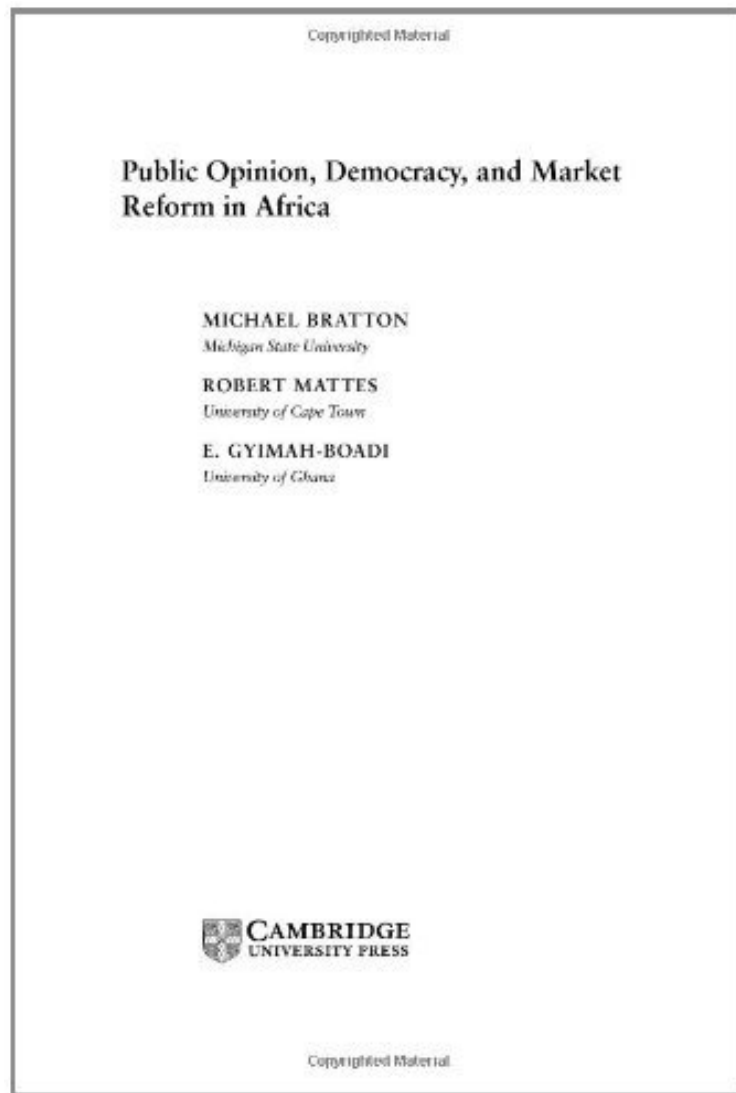 Copyrighted Material
Public Opinion, Democracy, and Market
Reform in Africa
MICHAEL BRATTON
Michigan State University
ROBERT MATTES
University of Cape Town
E. GYIMAH-BOADI
University of Ghana
CAMBRIDGE
UNIVERSITY PRESS
Copyrighted Material